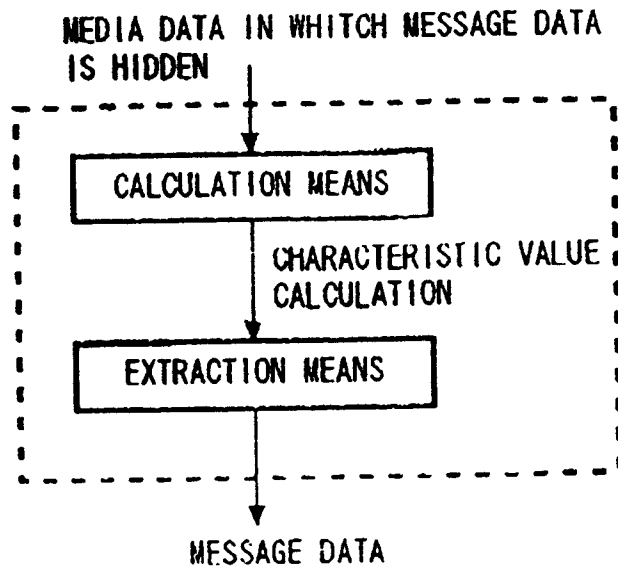 MEDIA DATA IN WHITCH MESSAGE DATA
IS HIDDEN
CALCULATION MEANS
CHARACTERISTIC VALUE
CALCULATION
EXTRACTION MEANS
MESSAGE DATA